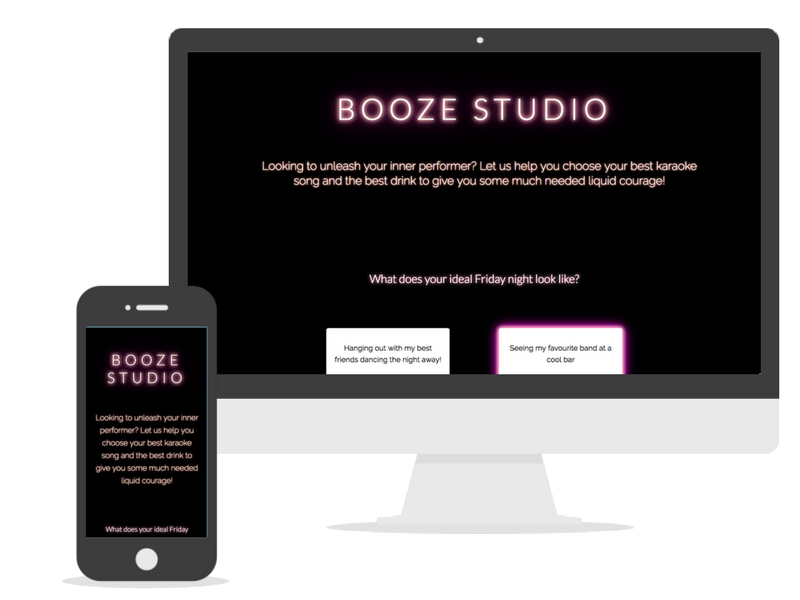 BOOZE STUDIO
Looking to unleash your inner performer? Let us help you choose your best karaoke
song and the best drink to give you some much needed liquid courage!
What does your ideal Friday night look like?
Hanging out with my best
friends dancing the night away!
Seeing my favourite band at a
cool bar
BOOZE
STUDIO
Looking to unleash your inner
performer? Let us help you
choose your best karaoke
song and the best drink to
give you some much needed
liquid courage!
What does your ideal Friday